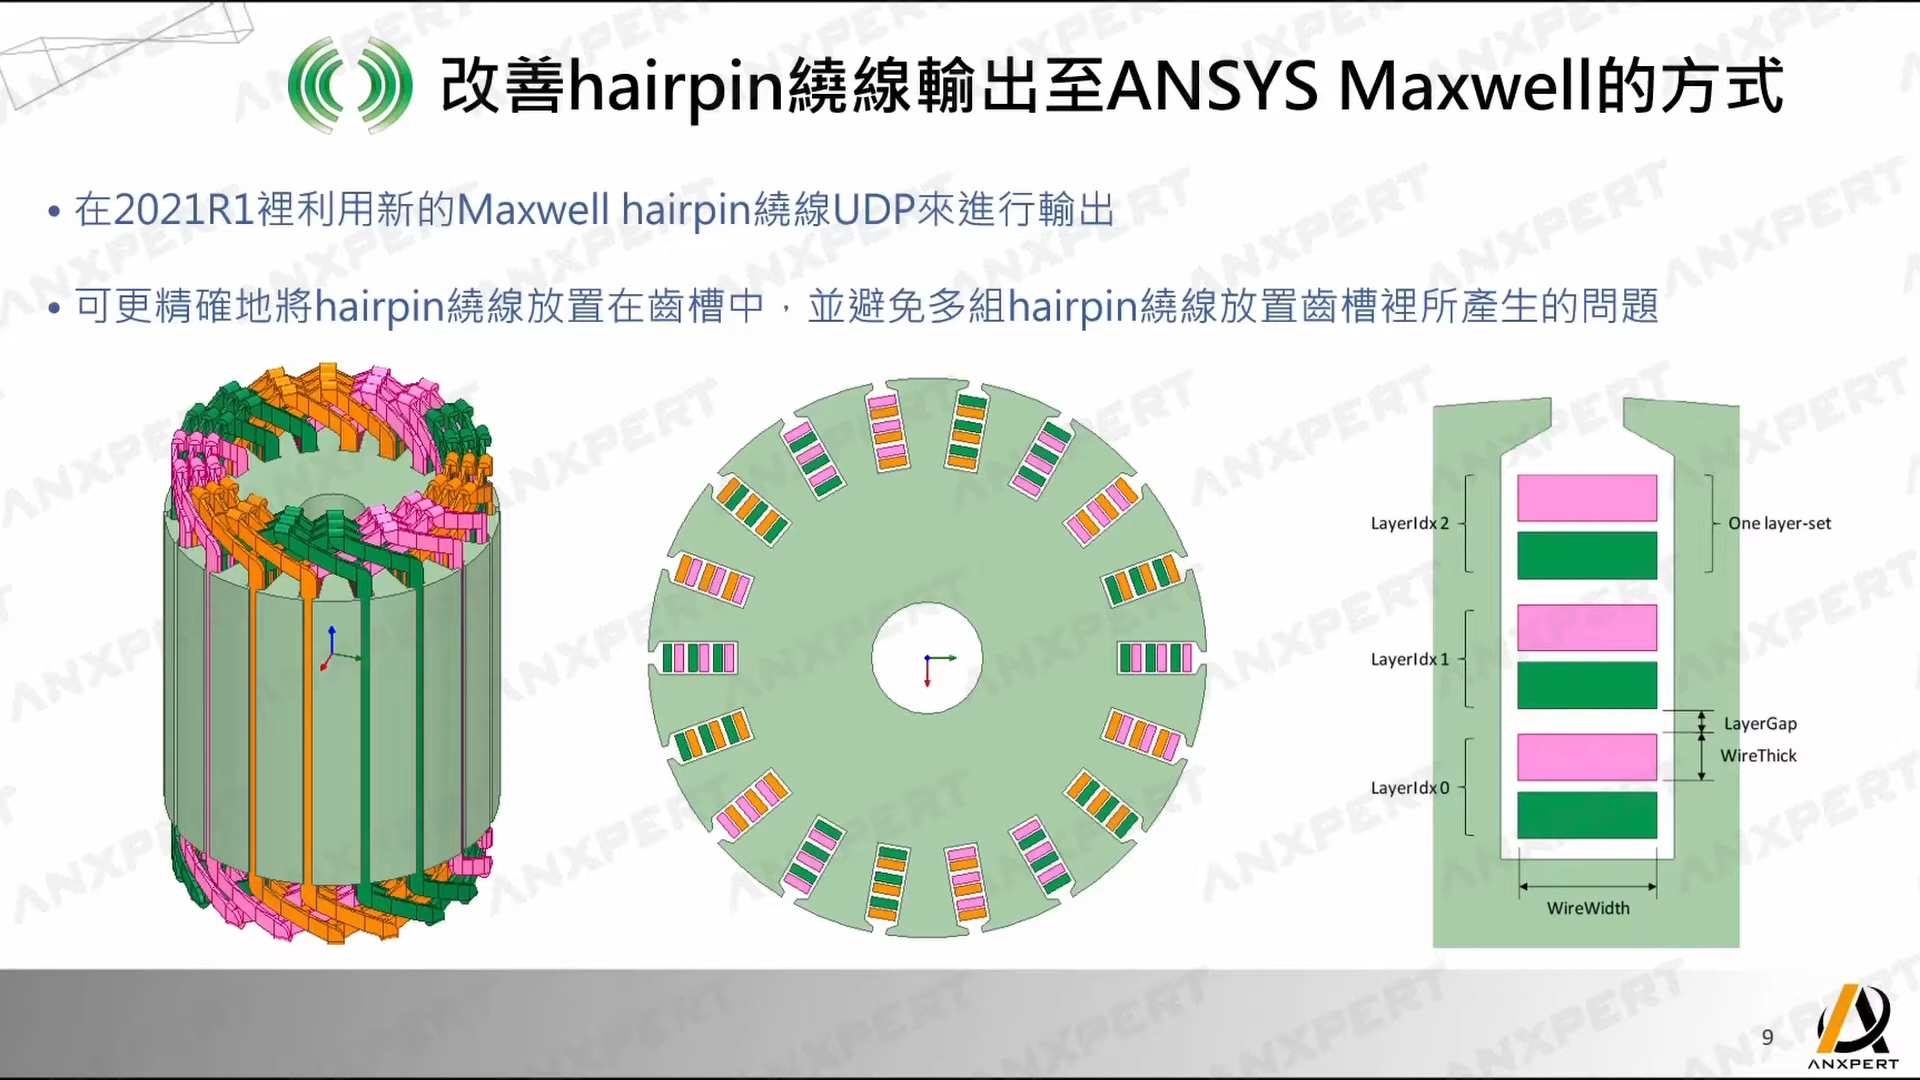 改善hairpin繞線輸出至ANSYS Maxwell的方式
• 在2021R1裡利用新的Maxwell hairpin繞線UDP來進行輸出
• 可更精確地將hairpin繞線放置在齒槽中，並避免多組hairpin繞線放置齒槽裡所產生的問題
LayerIdx 2
One layer-set
LayerIdx 1
LayerGap
WireThick
LayerIdx 0
WireWidth
9
ANXPERT